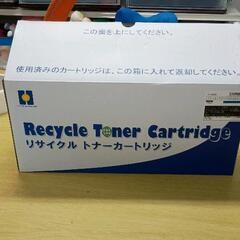 この面を上にしてください。
使用済みのカートリッジは、この箱に入れて返却してください。
Recycle Toner Cartridge
リサイクル トナーカートリッジ